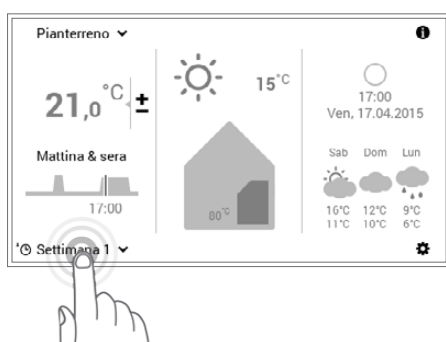 Pianterreno
21,0 °C ±
Mattina & sera
17:00
Settimana 1
15°C
80°C
17:00
Ven, 17.04.2015
Sab Dom Lun
16°C 12°C 9°C
11°C 10°C 6°C